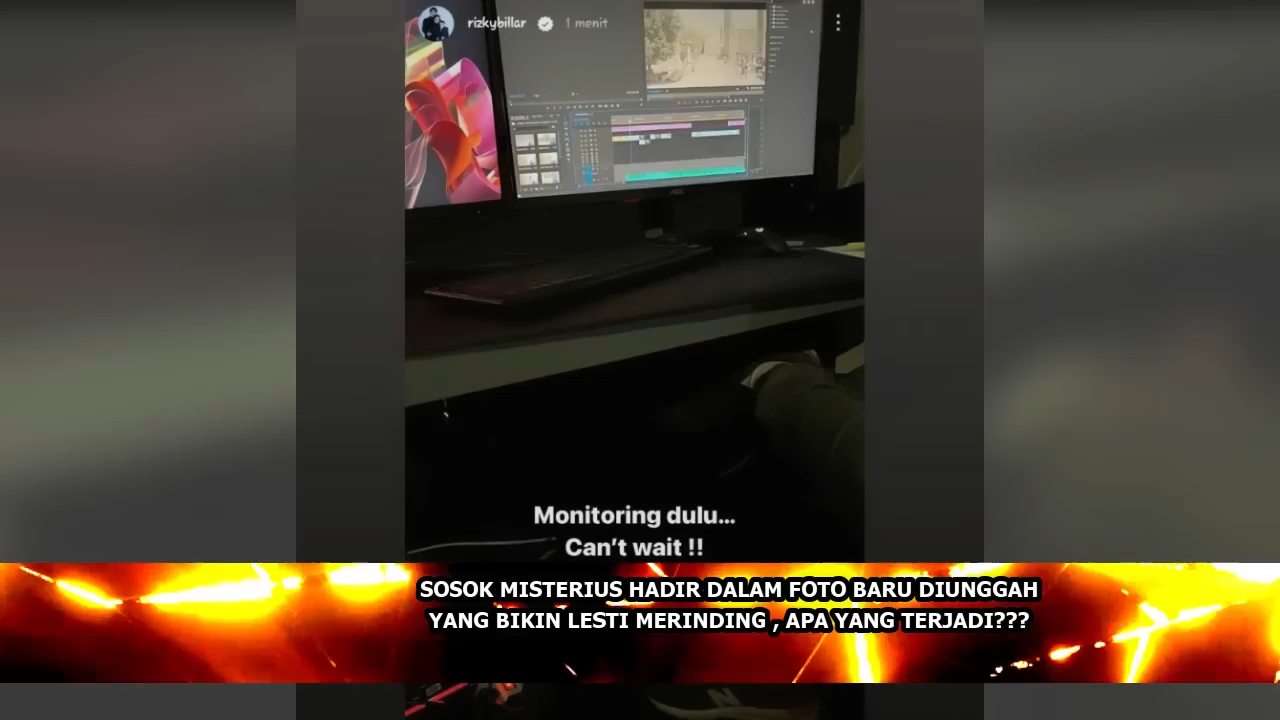 rizkybillar 1 menit
Monitoring dulu...
Can't wait !!
SOSOK MISTERIUS HADIR DALAM FOTO BARU DIUNGGAH
YANG BIKIN LESTI MERINDING , APA YANG TERJADI???